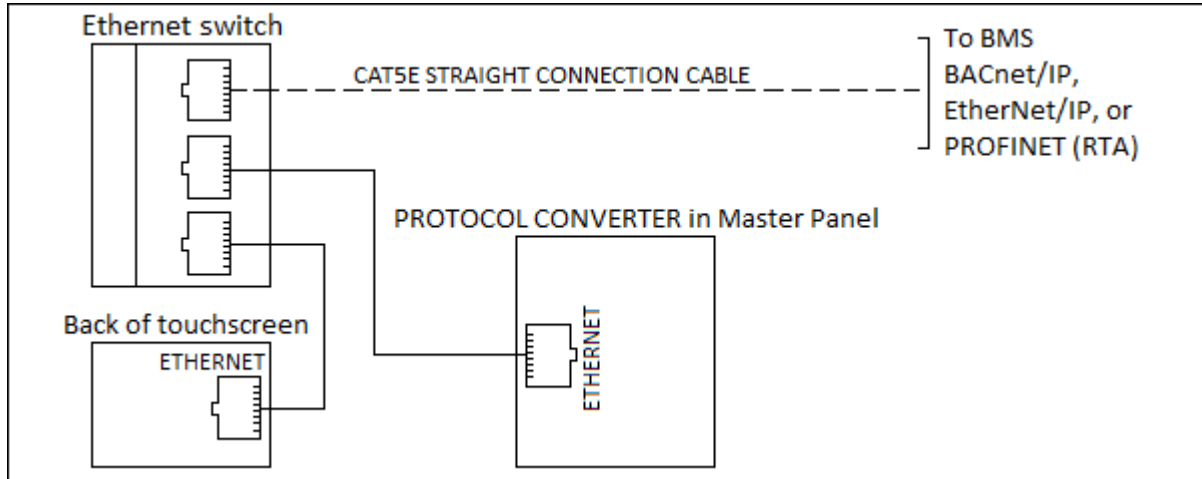 Ethernet switch
CAT5E STRAIGHT CONNECTION CABLE
To BMS
BACnet/IP,
EtherNet/IP, or
PROFINET (RTA)
PROTOCOL CONVERTER in Master Panel
ETHERNET
Back of touchscreen
ETHERNET